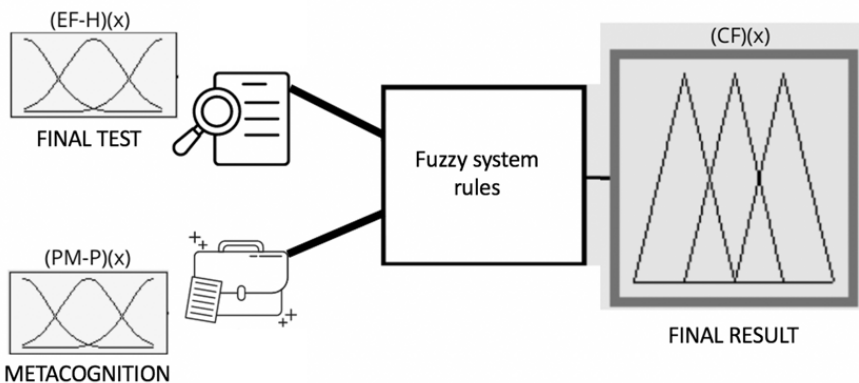 (EF-H)(x)
FINAL TEST
(PM-P)(x)
METACOGNITION
Fuzzy system
rules
(CF)(x)
FINAL RESULT